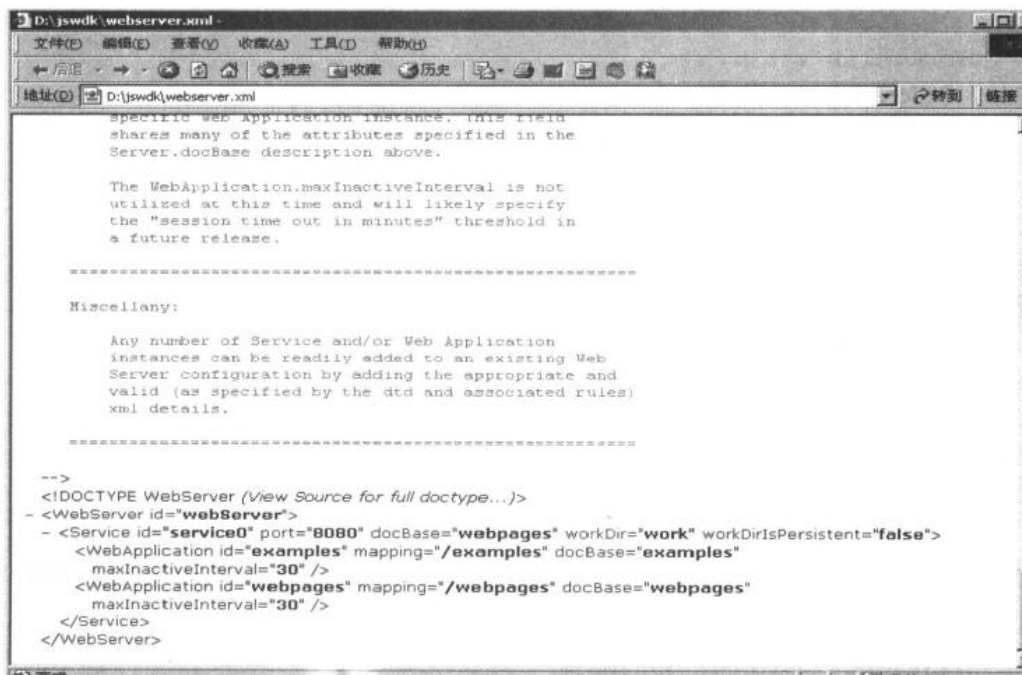 D:\jswdk\webserver.xml -
文件(F) 编辑(E) 查看(V) 收藏(A) 工具(T) 帮助(H)
后退 搜索 收藏 历史
地址(D) D:\jswdk\webserver.xml 转到 链接
specific Web Application instance. This field
shares many of the attributes specified in the
Server.docBase description above.
The WebApplication.maxInactiveInterval is not
utilized at this time and will likely specify
the "session time out in minutes" threshold in
a future release.
=========================================================
Miscellany:
Any number of Service and/or Web Application
instances can be readily added to an existing Web
Server configuration by adding the appropriate and
valid (as specified by the dtd and associated rules)
xml details.
=========================================================
-->
<!DOCTYPE WebServer (View Source for full doctype...)>
- <WebServer id="webServer">
- <Service id="service0" port="8080" docBase="webpages" workDir="work" workDirIsPersistent="false">
<WebApplication id="examples" mapping="/examples" docBase="examples"
maxInactiveInterval="30" />
<WebApplication id="webpages" mapping="/webpages" docBase="webpages"
maxInactiveInterval="30" />
</Service>
</WebServer>